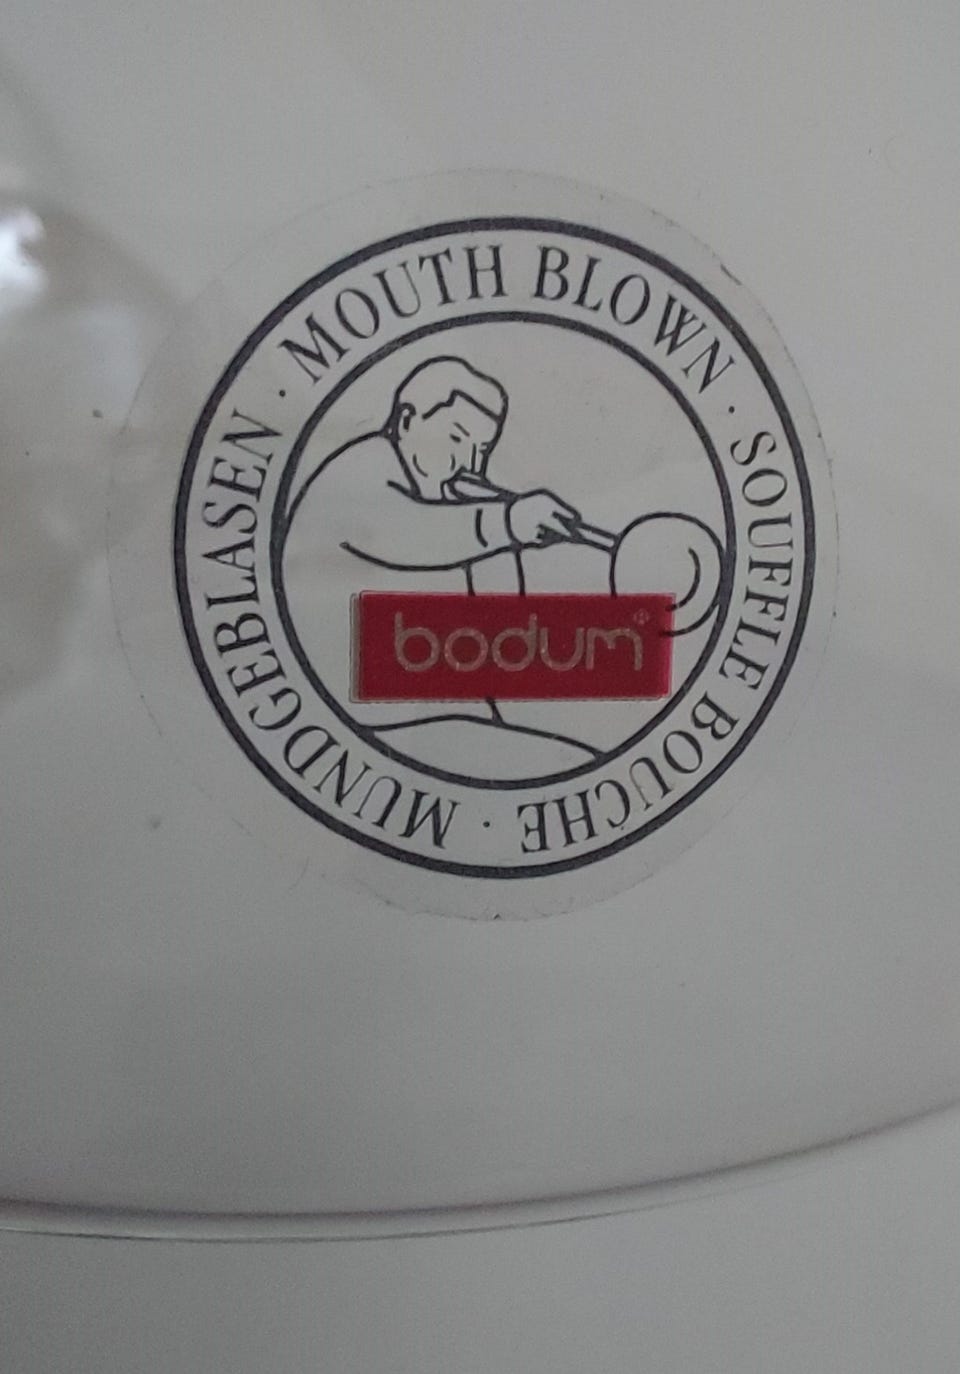 MOUTH BLOWN · SOUFFLE BOUCHE · MUNDGEBLASEN ·
bodum®